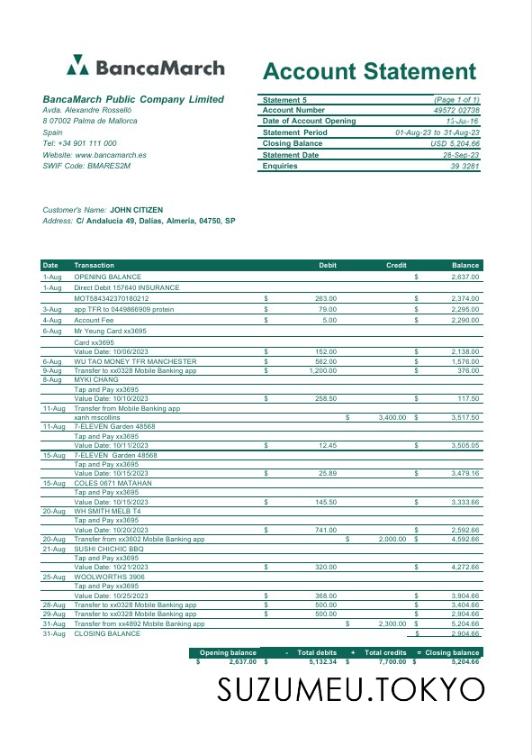 BancaMarch
Account Statement
BancaMarch Public Company Limited
Avda. Alexandre Rosselló
8 07002 Palma de Mallorca
Spain
Tel: +34 901 111 000
Website: www.bancamarch.es
SWIF Code: BMARES2M
Statement 5 (Page 1 of 1)
Account Number 49572 02738
Date of Account Opening
Statement Period 01-Aug-23 to 31-Aug-23
Closing Balance USD 5,204.66
Statement Date 28-Sep-23
Enquiries 39 3281
Customer's Name: JOHN CITIZEN
Address: C/ Andalucia 49, Dalias, Almeria, 04750, SP
Date Transaction Debit Credit Balance
1-Aug OPENING BALANCE $ 2,637.00
1-Aug Direct Debit 157640 INSURANCE
MOT584342370180212 $ 263.00 $ 2,374.00
3-Aug app.TFR to 0449866909 protein $ 79.00 $ 2,295.00
4-Aug Account Fee $ 5.00 $ 2,290.00
6-Aug Mr Yeung Card xx3695
Card xx3695
Value Date: 10/06/2023 $ 152.00 $ 2,138.00
6-Aug WU TAO MONEY TFR MANCHESTER $ 562.00 $ 1,576.00
9-Aug Transfer to xx0328 Mobile Banking app $ 1,200.00 $ 376.00
8-Aug MYKI CHANG
Tap and Pay xx3695
Value Date: 10/10/2023 $ 258.50 $ 117.50
11-Aug Transfer from Mobile Banking app
xanh mscollins $ 3,400.00 $ 3,517.50
11-Aug 7-ELEVEN Garden 48568
Tap and Pay xx3695
Value Date: 10/11/2023 $ 12.45 $ 3,505.05
15-Aug 7-ELEVEN Garden 48568
Tap and Pay xx3695
Value Date: 10/15/2023 $ 25.89 $ 3,479.16
15-Aug COLES 0671 MATAHAN
Tap and Pay xx3695
Value Date: 10/15/2023 $ 145.50 $ 3,333.66
20-Aug WH SMITH MELB T4
Tap and Pay xx3695
Value Date: 10/20/2023 $ 741.00 $ 2,592.66
20-Aug Transfer from xx3602 Mobile Banking app $ 2,000.00 $ 4,592.66
21-Aug SUSHI CHICHIC BBQ
Tap and Pay xx3695
Value Date: 10/21/2023 $ 320.00 $ 4,272.66
25-Aug WOOLWORTHS 3906
Tap and Pay xx3695
Value Date: 10/25/2023 $ 368.00 $ 3,904.66
28-Aug Transfer to xx0328 Mobile Banking app $ 500.00 $ 3,404.66
29-Aug Transfer to xx0328 Mobile Banking app $ 500.00 $ 2,904.66
31-Aug Transfer from xx4892 Mobile Banking app $ 2,300.00 $ 5,204.66
31-Aug CLOSING BALANCE $ 2,904.66
Opening balance - Total debits + Total credits = Closing balance
$ 2,637.00 $ 5,132.34 $ 7,700.00 $ 5,204.66
SUZUMEU.TOKYO